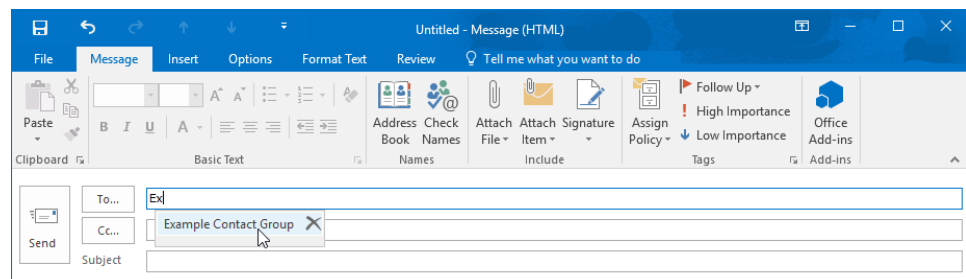 Untitled - Message (HTML)
File Message Insert Options Format Text Review Tell me what you want to do
Paste
Clipboard
B I U A
A A
Basic Text
Address Book
Check Names
Names
Attach File
Attach Item
Signature
Include
Assign Policy
Follow Up
! High Importance
Low Importance
Tags
Office Add-ins
Add-ins
Send
To... Ex
Example Contact Group
Cc...
Subject